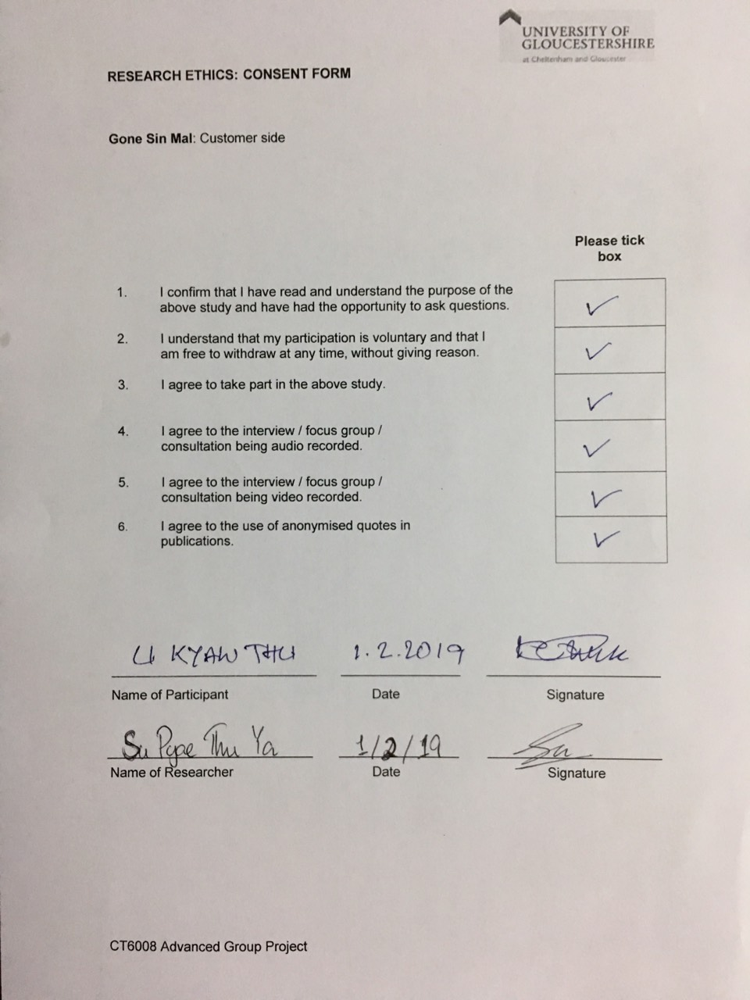 UNIVERSITY OF
GLOUCESTERSHIRE
at Cheltenham and Gloucester
RESEARCH ETHICS: CONSENT FORM
Gone Sin Mal: Customer side
Please tick
box
1. I confirm that I have read and understand the purpose of the
above study and have had the opportunity to ask questions.
2. I understand that my participation is voluntary and that I
am free to withdraw at any time, without giving reason.
3. I agree to take part in the above study.
4. I agree to the interview / focus group /
consultation being audio recorded.
5. I agree to the interview / focus group /
consultation being video recorded.
6. I agree to the use of anonymised quotes in
publications.
U KYAW THU 1.2.2019
Name of Participant Date Signature
Su Pyae Thu Ya 1/2/19 Su
Name of Researcher Date Signature
CT6008 Advanced Group Project